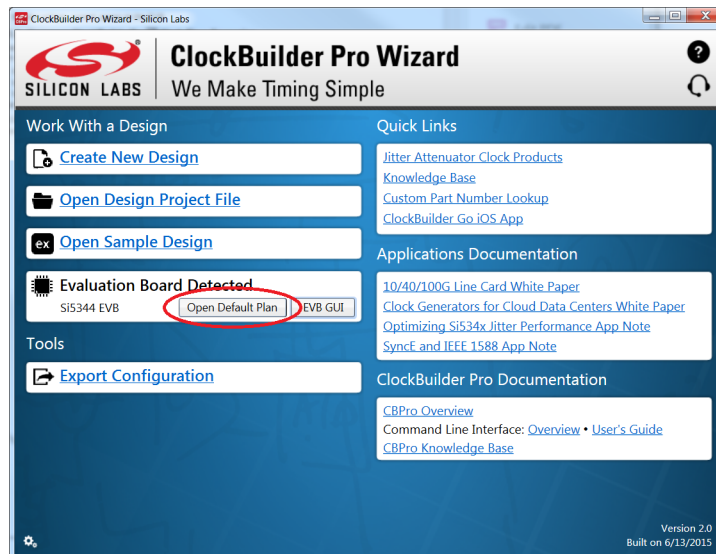 ClockBuilder Pro Wizard - Silicon Labs
SILICON LABS
ClockBuilder Pro Wizard
We Make Timing Simple
Work With a Design
Create New Design
Open Design Project File
ex Open Sample Design
Evaluation Board Detected
Si5344 EVB Open Default Plan EVB GUI
Tools
Export Configuration
Quick Links
Jitter Attenuator Clock Products
Knowledge Base
Custom Part Number Lookup
ClockBuilder Go iOS App
Applications Documentation
10/40/100G Line Card White Paper
Clock Generators for Cloud Data Centers White Paper
Optimizing Si534x Jitter Performance App Note
SyncE and IEEE 1588 App Note
ClockBuilder Pro Documentation
CBPro Overview
Command Line Interface: Overview • User's Guide
CBPro Knowledge Base
Version 2.0
Built on 6/13/2015